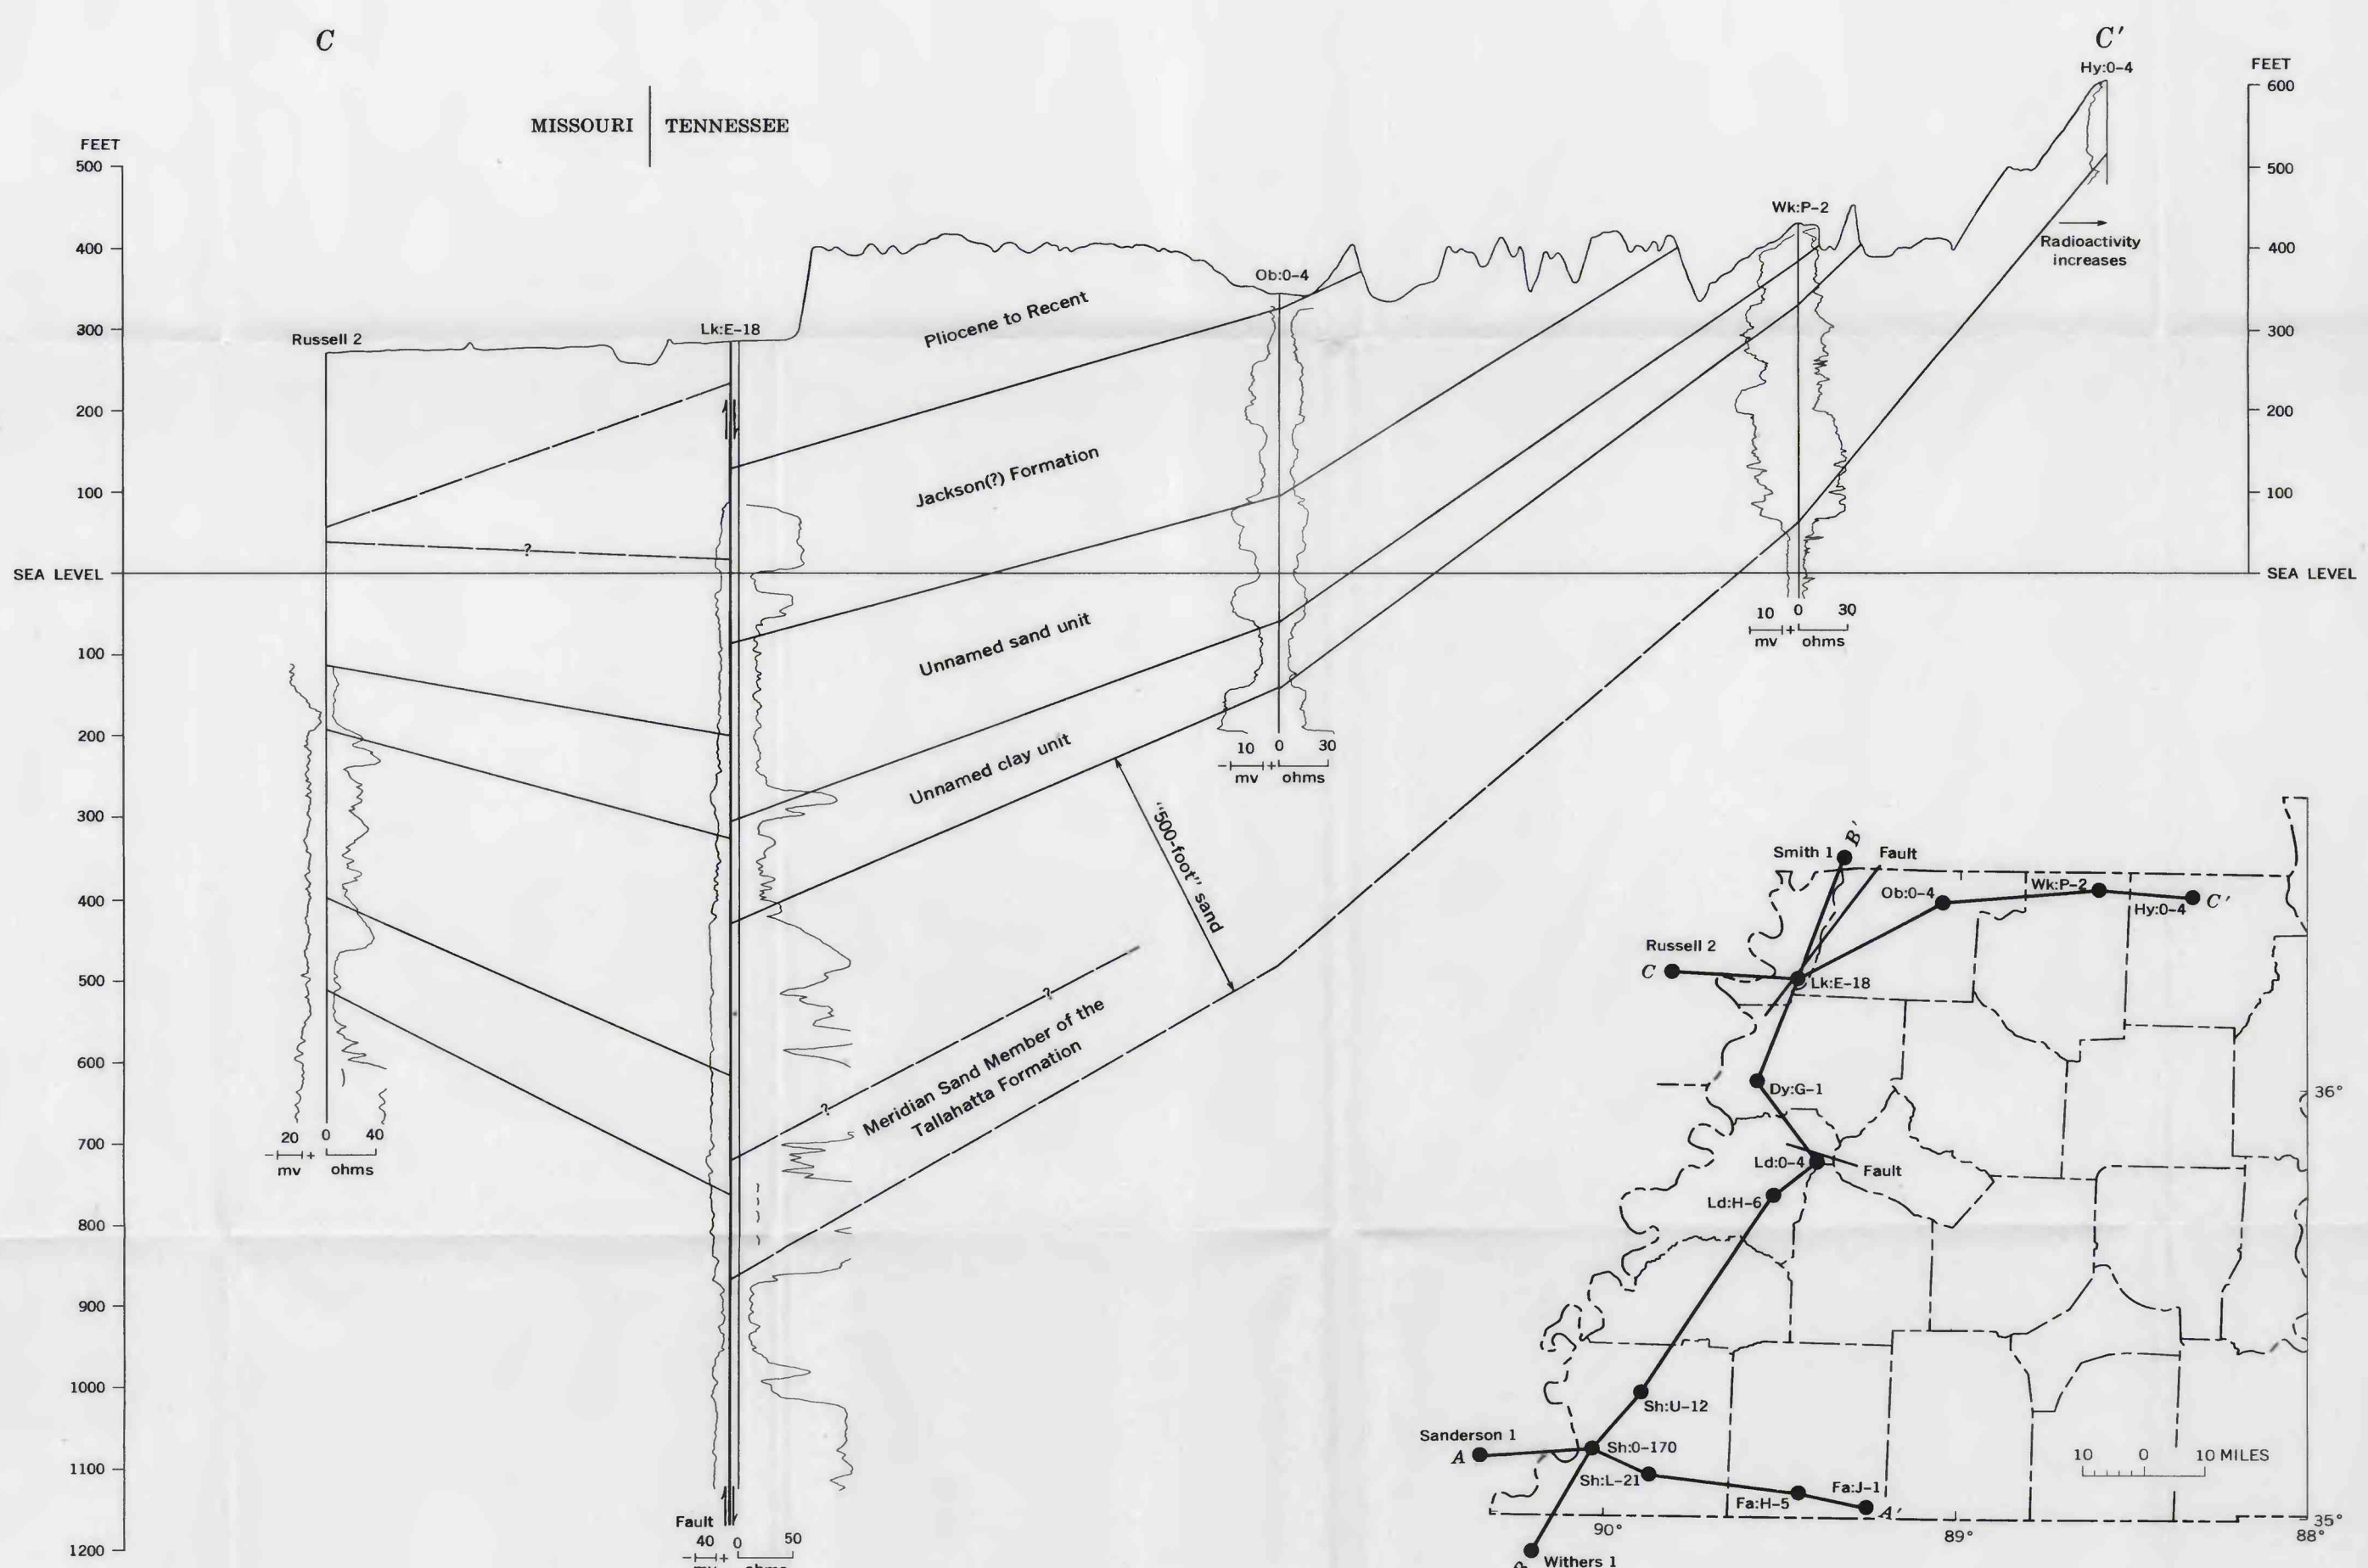 C
C'
Hy:0-4
FEET
600
MISSOURI TENNESSEE
FEET
500
500
Wk:P-2
400
400
Radioactivity
increases
Ob:0-4
Pliocene to Recent
300
Russell 2
Lk:E-18
300
200
200
Jackson(?) Formation
100
100
?
SEA LEVEL
SEA LEVEL
10 0 30
- + 
mv ohms
Unnamed sand unit
100
200
10 0 30
- +
mv ohms
Unnamed clay unit
300
"500-foot" sand
400
500
?
Meridian Sand Member of the
Tallahatta Formation
?
600
700
20 0 40
- +
mv ohms
800
900
1000
1100
Fault
40 0 50
- +
mv ohms
1200
B'
Smith 1
Fault
Ob:0-4
Wk:P-2
Hy:0-4
C'
Russell 2
C
Lk:E-18
Dy:G-1
36°
Ld:0-4
Fault
Ld:H-6
Sh:U-12
Sanderson 1
A
Sh:0-170
10 0 10 MILES
Sh:L-21
Fa:H-5
Fa:J-1
A'
90°
89°
35°
88°
Withers 1